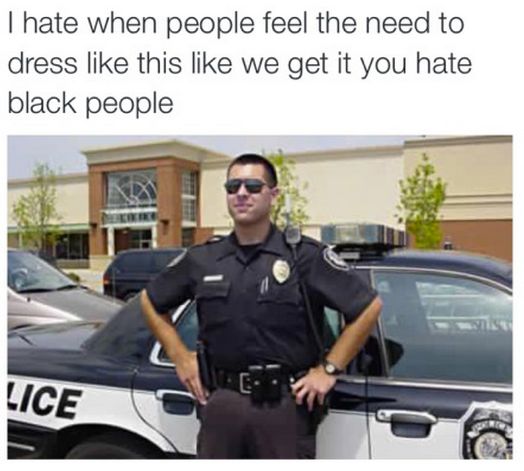 I hate when people feel the need to
dress like this like we get it you hate
black people
LICE